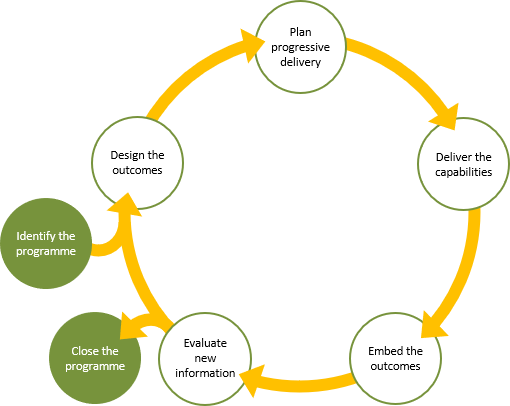 Plan
progressive
delivery
Design the
outcomes
Deliver the
capabilities
Identify the
programme
Close the
programme
Evaluate
new
information
Embed the
outcomes